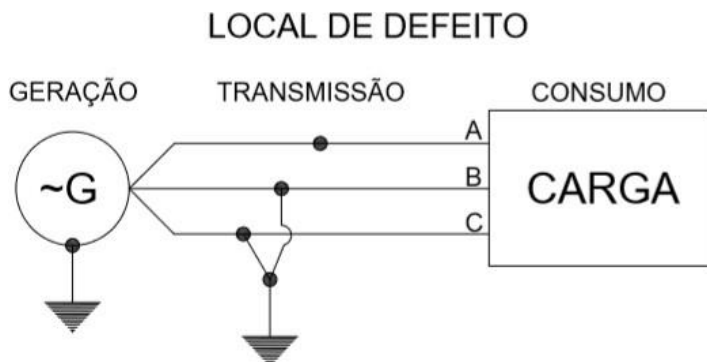 LOCAL DE DEFEITO
GERAÇÃO TRANSMISSÃO CONSUMO
A
~G B CARGA
C